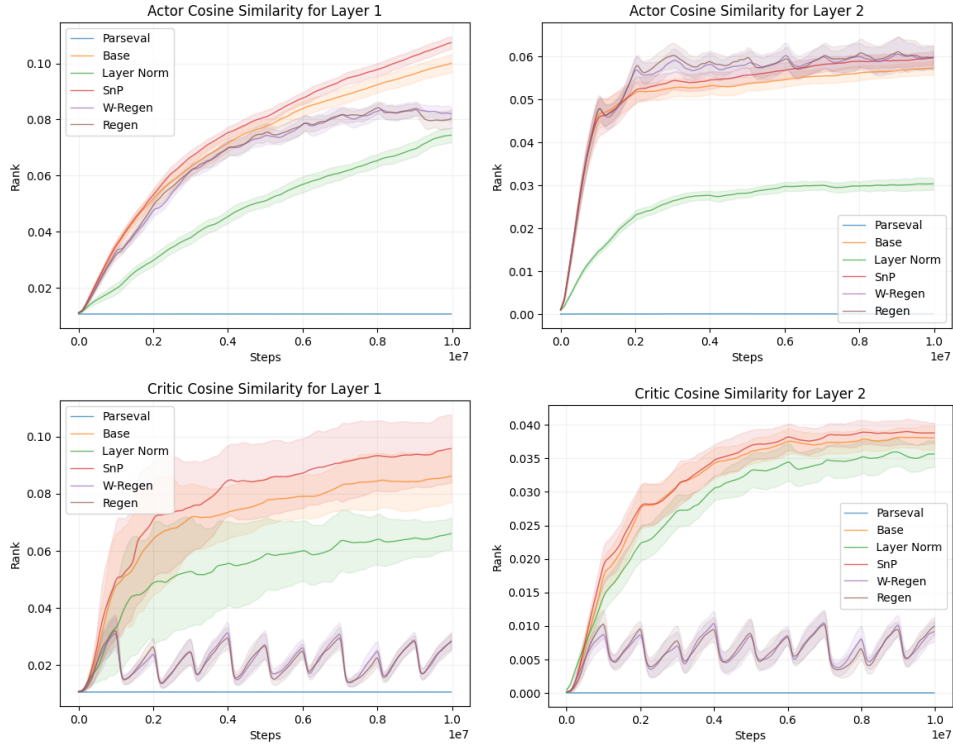 Actor Cosine Similarity for Layer 1
Rank
0.10
0.08
0.06
0.04
0.02
Parseval
Base
Layer Norm
SnP
W-Regen
Regen
0.0
0.2
0.4
0.6
0.8
1.0
1e7
Steps
Actor Cosine Similarity for Layer 2
Rank
0.06
0.05
0.04
0.03
0.02
0.01
0.00
Parseval
Base
Layer Norm
SnP
W-Regen
Regen
0.0
0.2
0.4
0.6
0.8
1.0
1e7
Steps
Critic Cosine Similarity for Layer 1
Rank
0.10
0.08
0.06
0.04
0.02
Parseval
Base
Layer Norm
SnP
W-Regen
Regen
0.0
0.2
0.4
0.6
0.8
1.0
1e7
Steps
Critic Cosine Similarity for Layer 2
Rank
0.040
0.035
0.030
0.025
0.020
0.015
0.010
0.005
0.000
Parseval
Base
Layer Norm
SnP
W-Regen
Regen
0.0
0.2
0.4
0.6
0.8
1.0
1e7
Steps